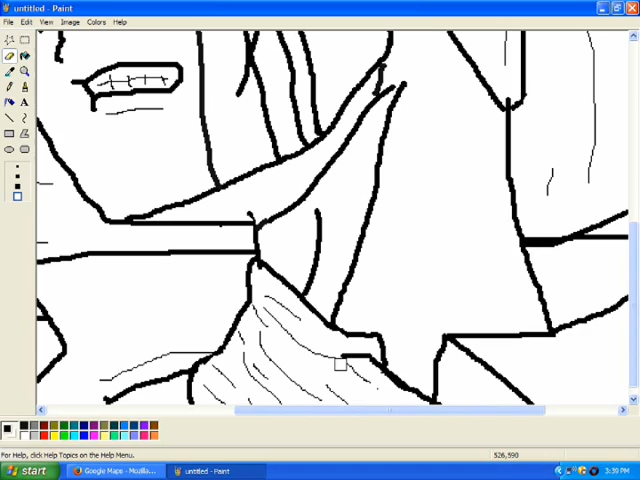 untitled - Paint
File Edit View Image Colors Help
A
For Help, click Help Topics on the Help Menu.
526,590
start
Google Maps - Mozilla...
untitled - Paint
3:39 PM